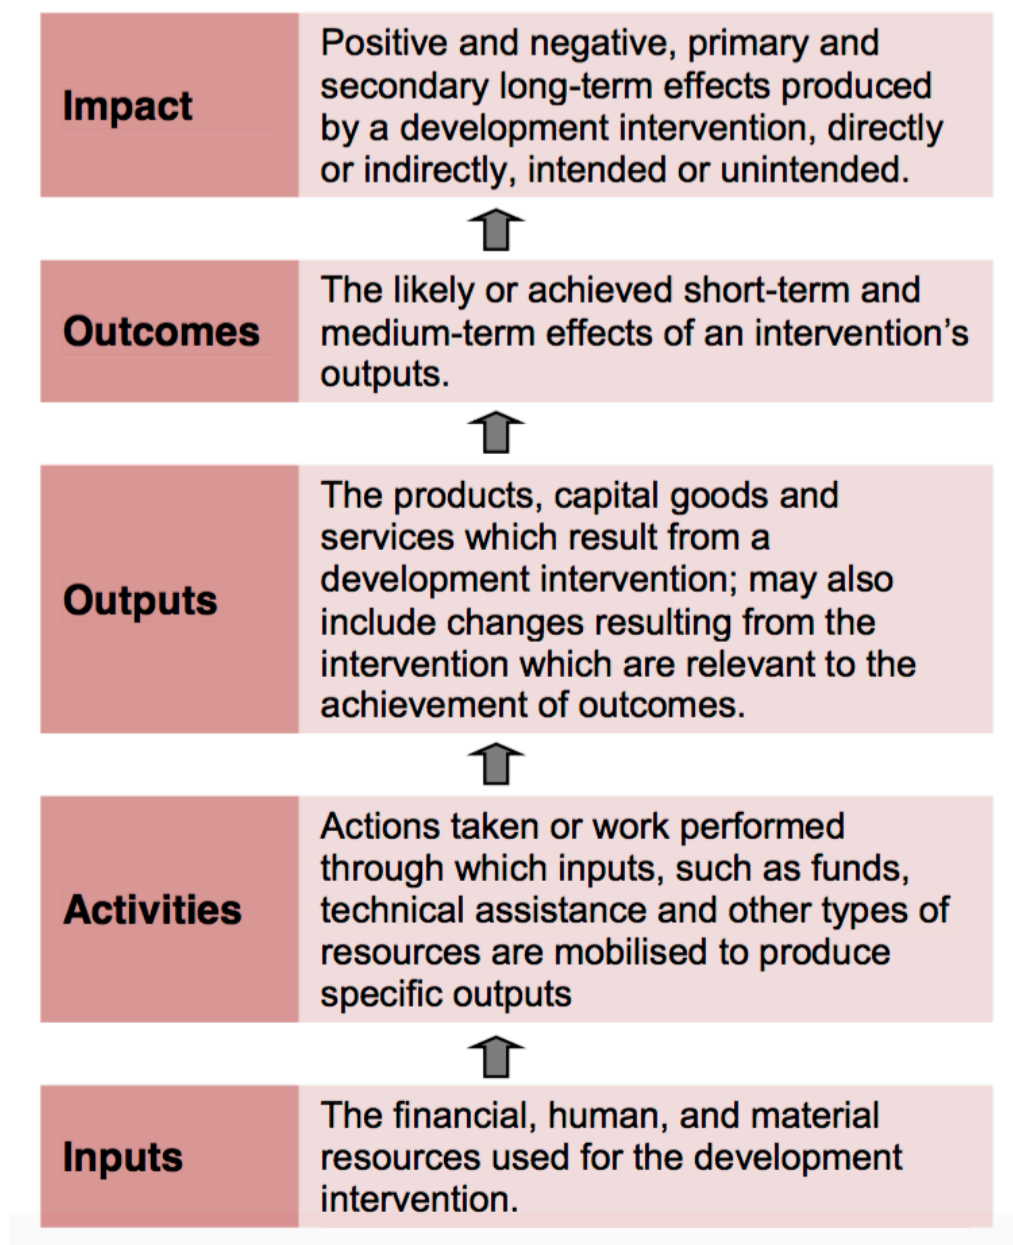 Impact
Positive and negative, primary and
secondary long-term effects produced
by a development intervention, directly
or indirectly, intended or unintended.
Outcomes
The likely or achieved short-term and
medium-term effects of an intervention’s
outputs.
Outputs
The products, capital goods and
services which result from a
development intervention; may also
include changes resulting from the
intervention which are relevant to the
achievement of outcomes.
Activities
Actions taken or work performed
through which inputs, such as funds,
technical assistance and other types of
resources are mobilised to produce
specific outputs
Inputs
The financial, human, and material
resources used for the development
intervention.